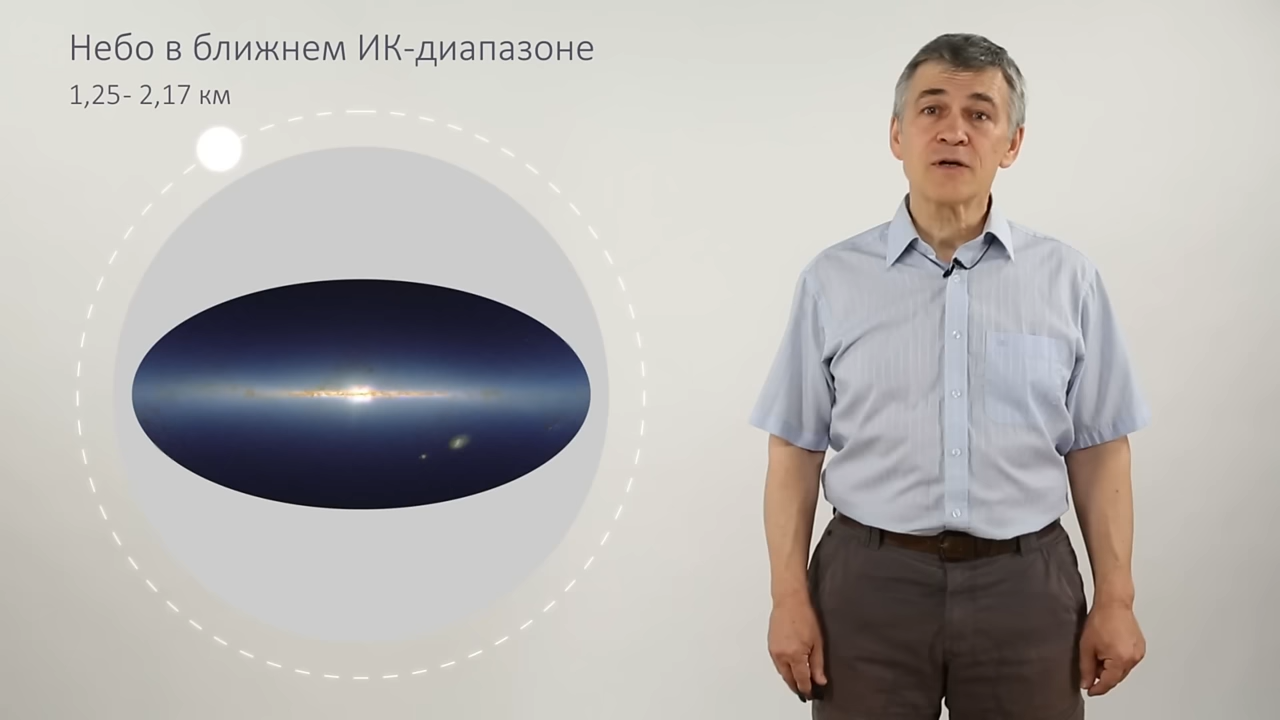 Небо в ближнем ИК-диапазоне
1,25- 2,17 км